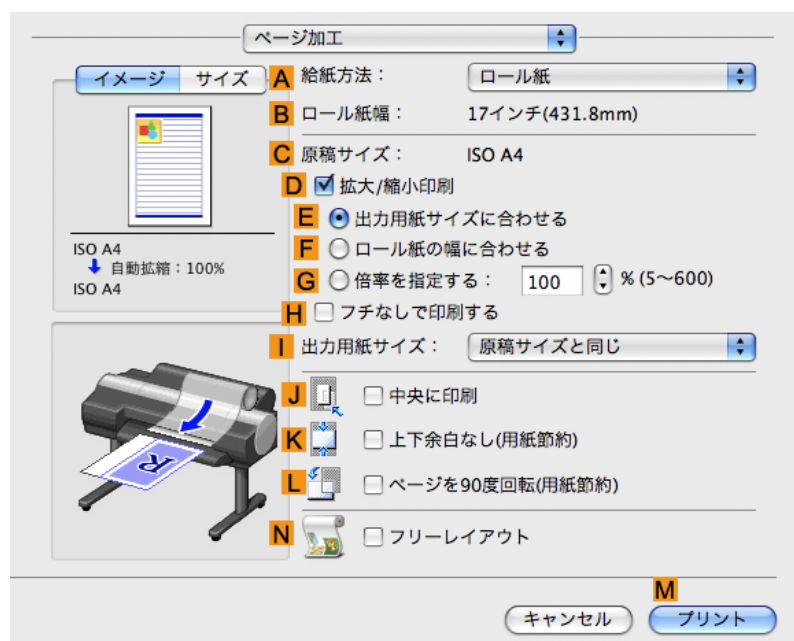 ページ加工
イメージ サイズ
A 給紙方法： ロール紙
B ロール紙幅： 17インチ(431.8mm)
C 原稿サイズ： ISO A4
D 拡大/縮小印刷
E 出力用紙サイズに合わせる
F ロール紙の幅に合わせる
G 倍率を指定する： 100 % (5～600)
H フチなしで印刷する
ISO A4
自動拡縮：100%
ISO A4
I 出力用紙サイズ： 原稿サイズと同じ
J 中央に印刷
K 上下余白なし(用紙節約)
L ページを90度回転(用紙節約)
N フリーレイアウト
R
M
キャンセル プリント